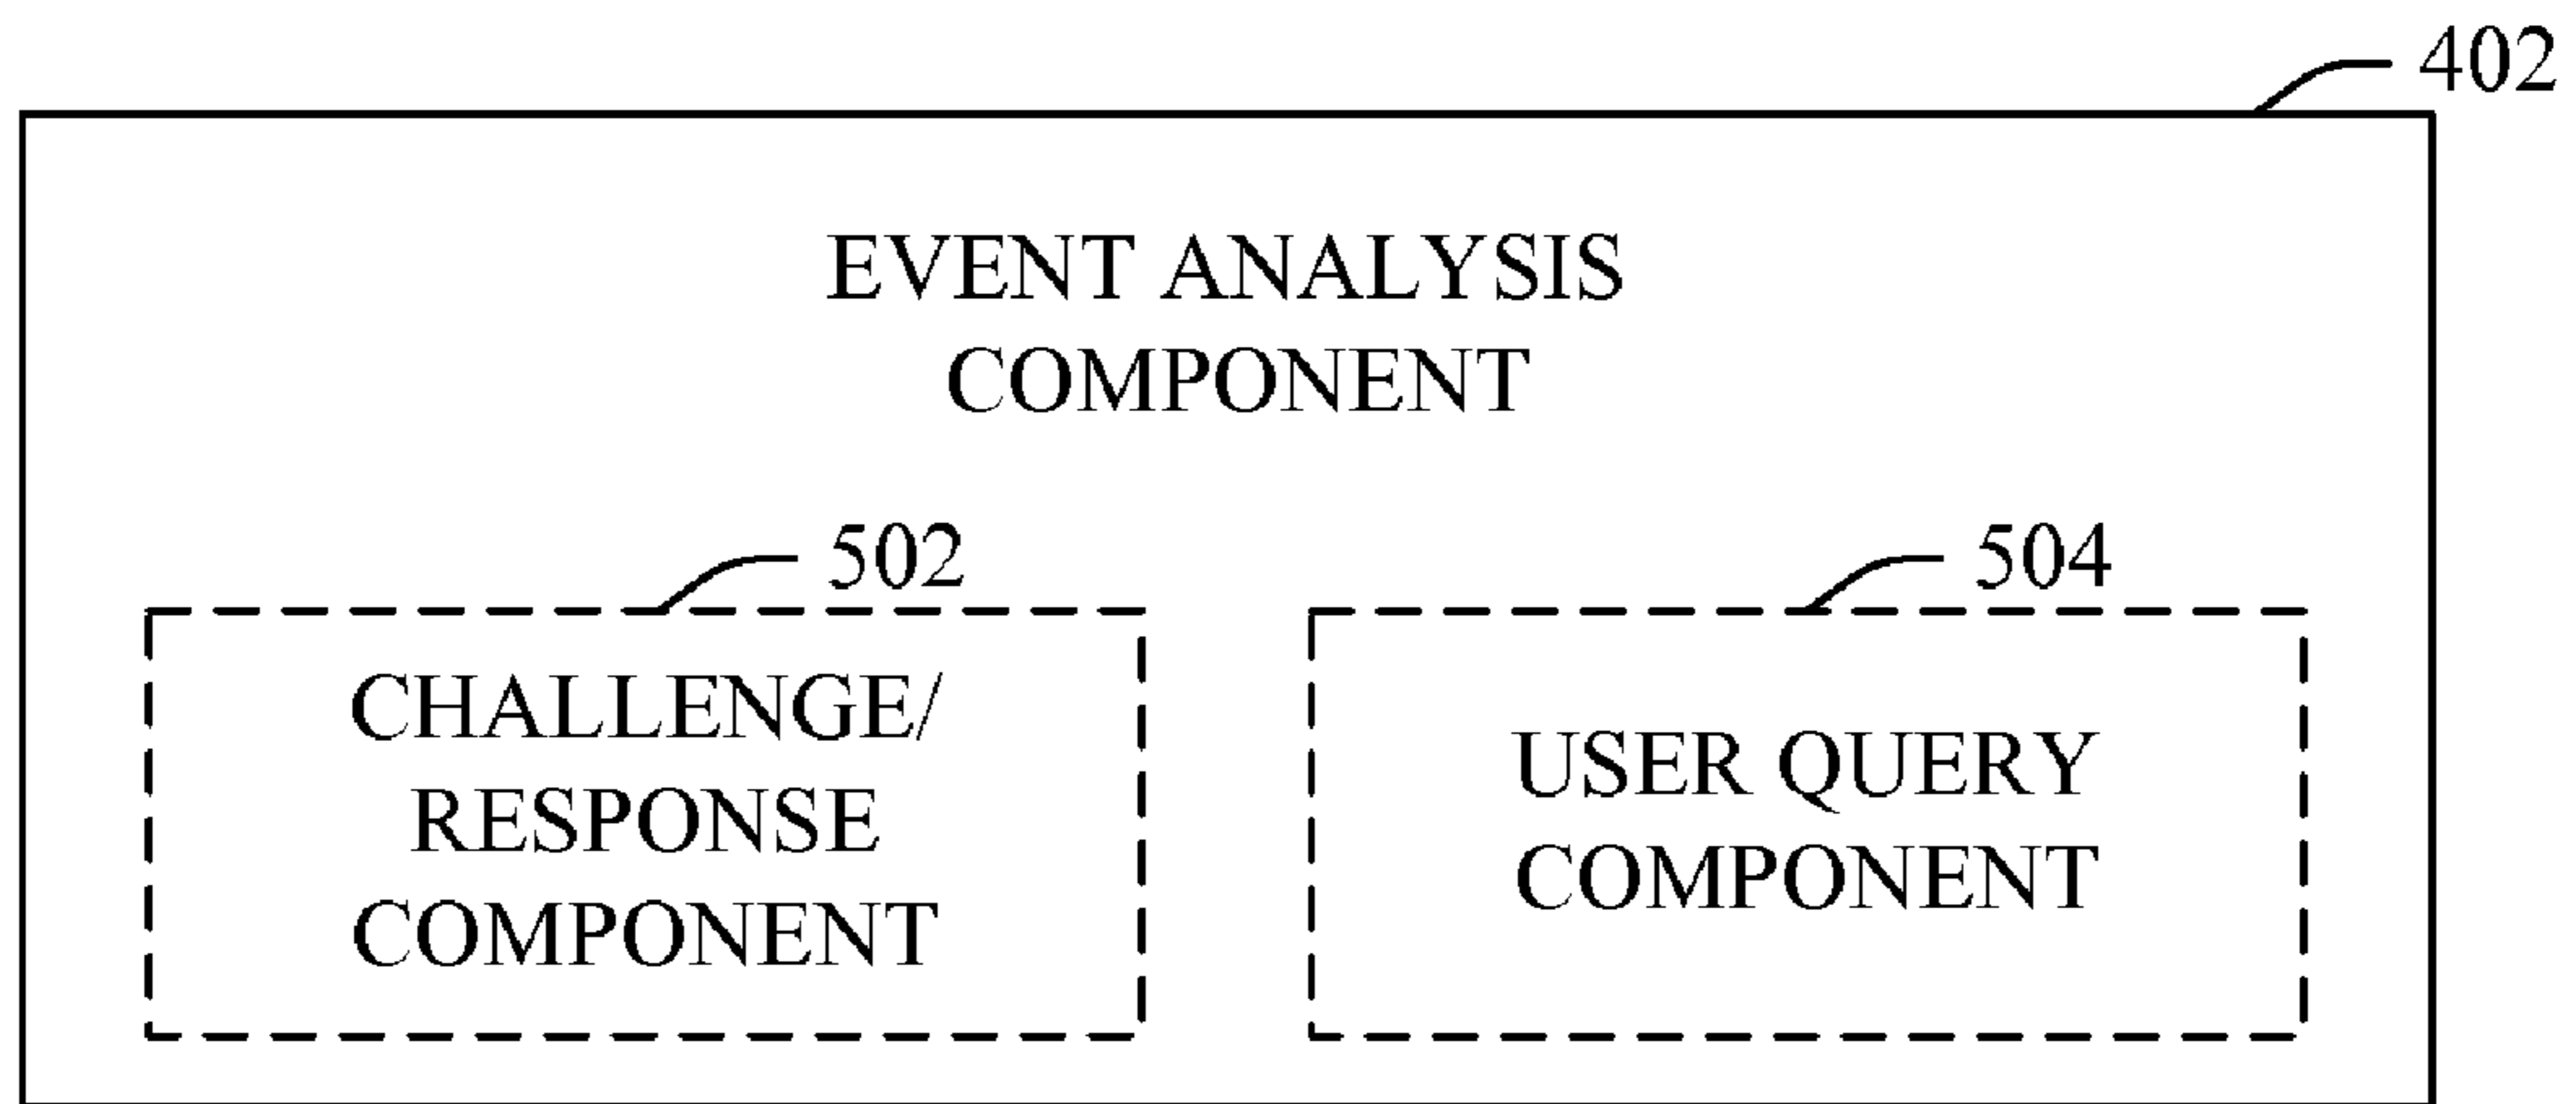 402
EVENT ANALYSIS
COMPONENT
502
504
CHALLENGE/
RESPONSE
COMPONENT
USER QUERY
COMPONENT